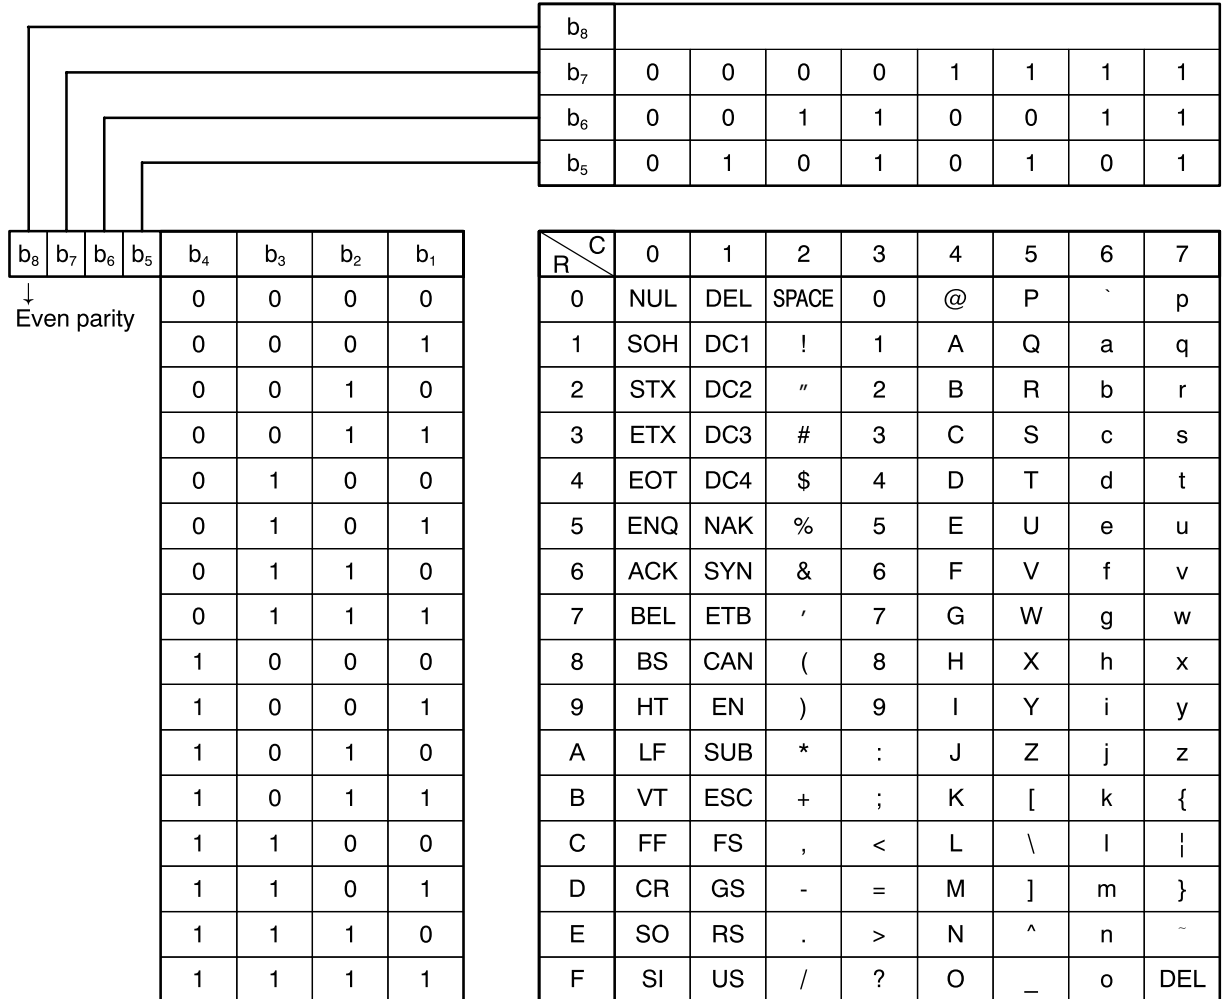 b₈
b₇ 0 0 0 0 1 1 1 1
b₆ 0 0 1 1 0 0 1 1
b₅ 0 1 0 1 0 1 0 1
b₈ b₇ b₆ b₅ b₄ b₃ b₂ b₁ R C 0 1 2 3 4 5 6 7
↓
Even parity
0 0 0 0 0 NUL DEL SPACE 0 @ P ` p
0 0 0 1 1 SOH DC1 ! 1 A Q a q
0 0 1 0 2 STX DC2 " 2 B R b r
0 0 1 1 3 ETX DC3 # 3 C S c s
0 1 0 0 4 EOT DC4 $ 4 D T d t
0 1 0 1 5 ENQ NAK % 5 E U e u
0 1 1 0 6 ACK SYN & 6 F V f v
0 1 1 1 7 BEL ETB ′ 7 G W g w
1 0 0 0 8 BS CAN ( 8 H X h x
1 0 0 1 9 HT EN ) 9 I Y i y
1 0 1 0 A LF SUB * : J Z j z
1 0 1 1 B VT ESC + ; K [ k {
1 1 0 0 C FF FS , < L \ l ¦
1 1 0 1 D CR GS - = M ] m }
1 1 1 0 E SO RS . > N ^ n ~
1 1 1 1 F SI US / ? O _ o DEL